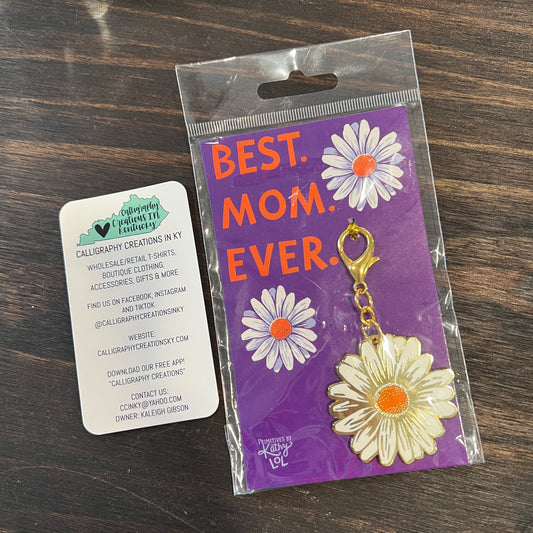 Calligraphy
Creations In
Kentucky
CALLIGRAPHY CREATIONS IN KY
WHOLESALE/RETAIL T-SHIRTS,
BOUTIQUE CLOTHING,
ACCESSORIES, GIFTS & MORE
FIND US ON FACEBOOK, INSTAGRAM
AND TIKTOK
@CALLIGRAPHYCREATIONSINKY
WEBSITE:
CALLIGRAPHYCREATIONSKY.COM
DOWNLOAD OUR FREE APP!
"CALLIGRAPHY CREATIONS"
CONTACT US:
CCINKY@YAHOO.COM
OWNER: KALEIGH GIBSON
BEST.
MOM.
EVER.
PRIMITIVES BY
Kathy
LOL